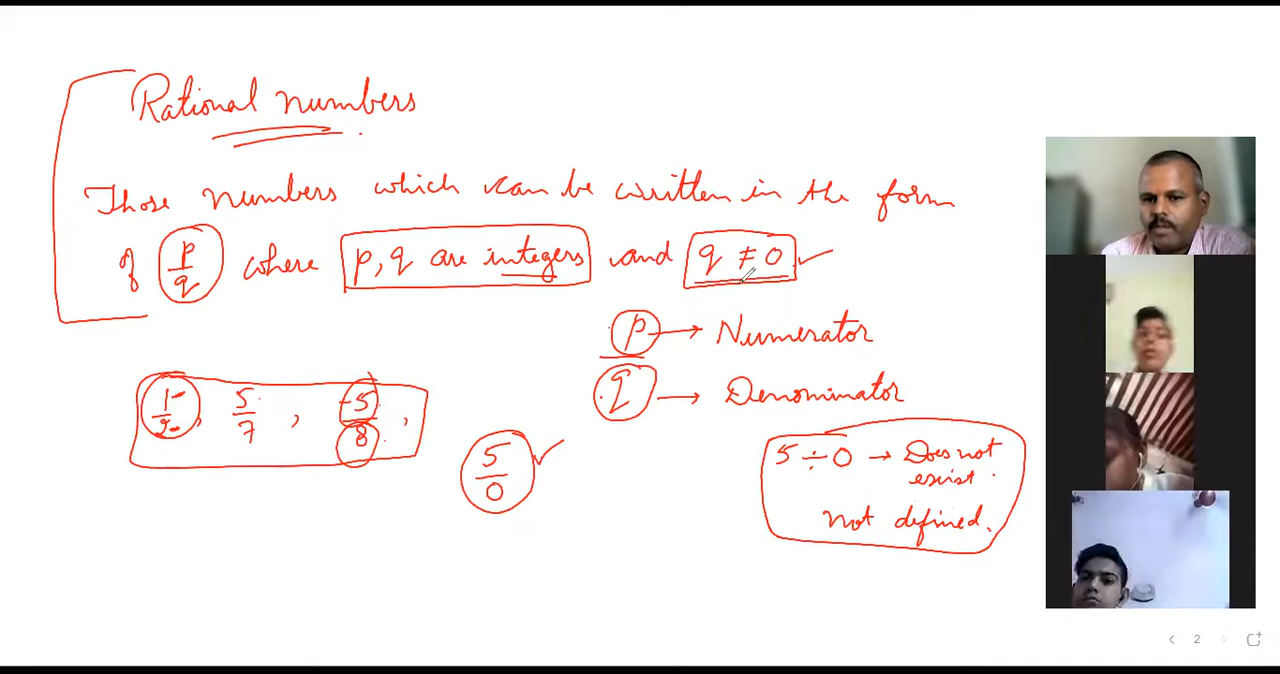 Rational numbers
Those numbers which can be written in the form
of p/q where p, q are integers and q ≠ 0 ✓
p → Numerator
q → Denominator
1/2, 5/7, -5/8,
5/0 ✓
5 ÷ 0 → Does not
exist.
Not defined.
2